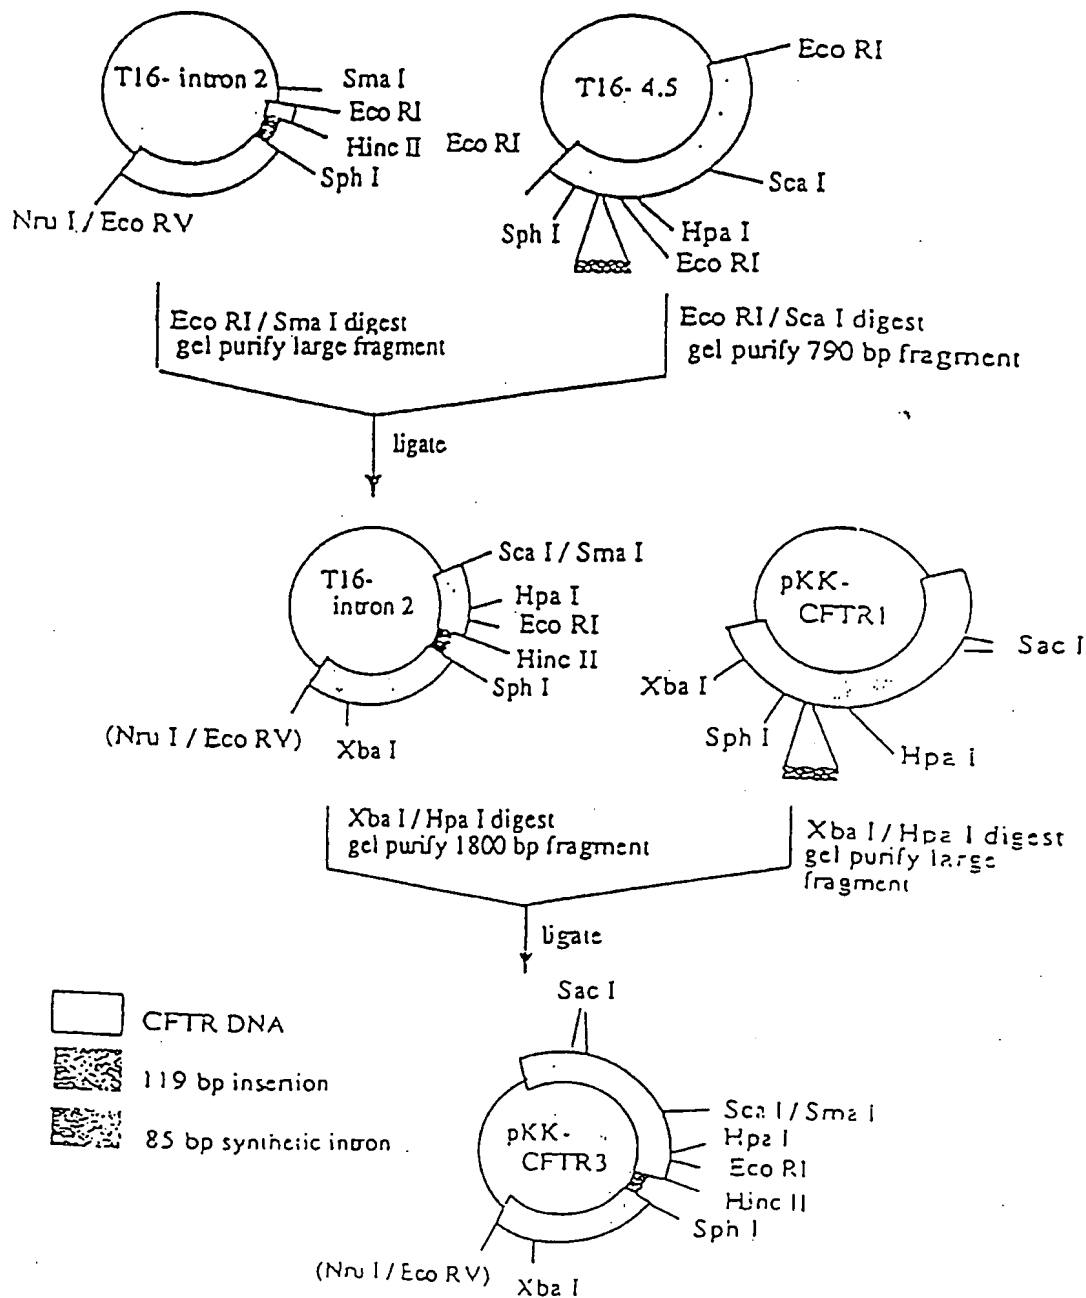 T16- intron 2
Sma I
Eco RI
Hinc II
Sph I
Nru I / Eco RV
T16- 4.5
Eco RI
Eco RI
Sca I
Sph I
Hpa I
Eco RI
Eco RI / Sma I digest
gel purify large fragment
Eco RI / Sca I digest
gel purify 790 bp fragment
ligate
T16-
intron 2
Sca I / Sma I
Hpa I
Eco RI
Hinc II
Sph I
(Nru I / Eco RV)
Xba I
pKK-
CFTR1
Sac I
Xba I
Sph I
Hpa I
Xba I / Hpa I digest
gel purify 1800 bp fragment
Xba I / Hpa I digest
gel purify large
fragment
ligate
Sac I
CFTR DNA
119 bp insertion
85 bp synthetic intron
pKK-
CFTR3
Sca I / Sma I
Hpa I
Eco RI
Hinc II
Sph I
(Nru I / Eco RV)
Xba I